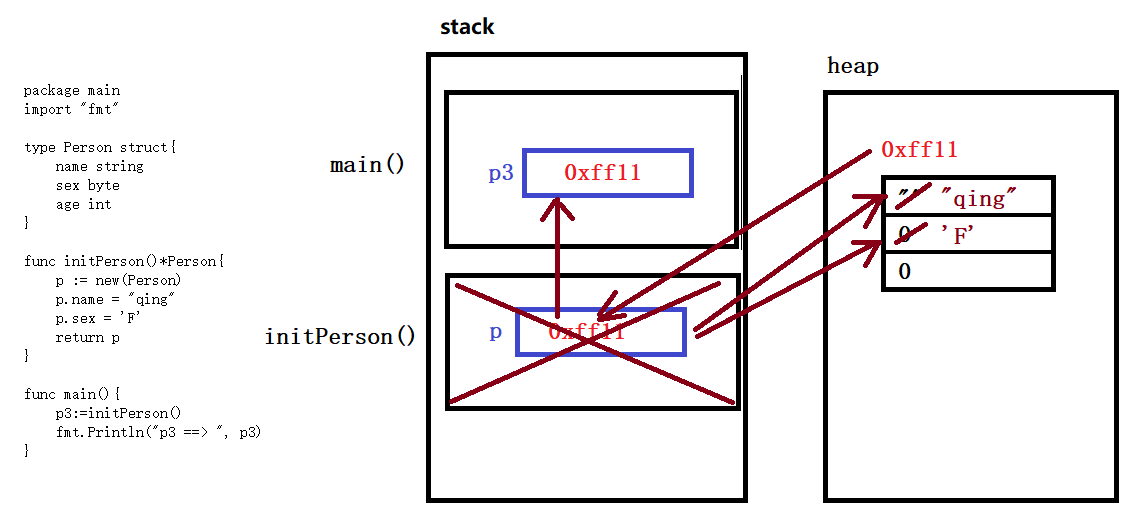 package main
import "fmt"
type Person struct{
name string
sex byte
age int
}
func initPerson()*Person{
p := new(Person)
p.name = "qing"
p.sex = 'F'
return p
}
func main(){
p3:=initPerson()
fmt.Println("p3 ==> ", p3)
}
stack
main()
p3
0xff11
initPerson()
p
0xff11
heap
0xff11
"" "qing"
0 'F'
0